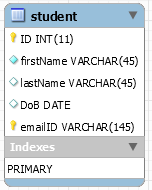 student
ID INT(11)
firstName VARCHAR(45)
lastName VARCHAR(45)
DoB DATE
emailID VARCHAR(145)
Indexes
PRIMARY